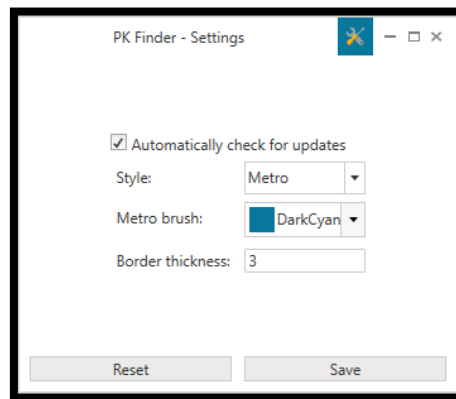 PK Finder - Settings
Automatically check for updates
Style: Metro
Metro brush: DarkCyan
Border thickness: 3
Reset Save